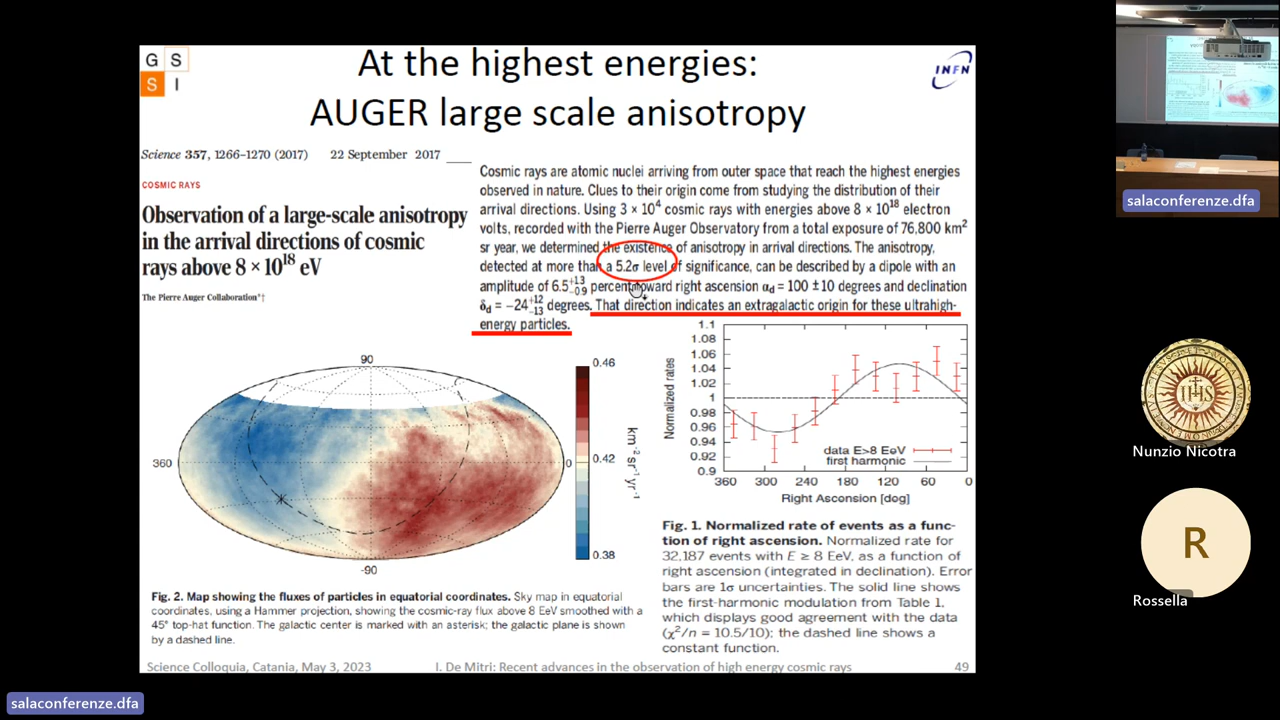 G S
S I
At the highest energies:
AUGER large scale anisotropy
INFN
Science 357, 1266–1270 (2017) 22 September 2017
COSMIC RAYS
Observation of a large-scale anisotropy
in the arrival directions of cosmic
rays above 8 × 10¹⁸ eV
The Pierre Auger Collaboration*†
Cosmic rays are atomic nuclei arriving from outer space that reach the highest energies
observed in nature. Clues to their origin come from studying the distribution of their
arrival directions. Using 3 × 10⁴ cosmic rays with energies above 8 × 10¹⁸ electron
volts, recorded with the Pierre Auger Observatory from a total exposure of 76,800 km²
sr year, we determined the existence of anisotropy in arrival directions. The anisotropy,
detected at more than a 5.2σ level of significance, can be described by a dipole with an
amplitude of 6.5+1.3−0.9 percent toward right ascension αd = 100 ± 10 degrees and declination
δd = −24+12−13 degrees. That direction indicates an extragalactic origin for these ultrahigh-
energy particles.
90
360
0
-90
0.46
0.42
0.38
km⁻² sr⁻¹ yr⁻¹
Fig. 2. Map showing the fluxes of particles in equatorial coordinates. Sky map in equatorial
coordinates, using a Hammer projection, showing the cosmic-ray flux above 8 EeV smoothed with a
45° top-hat function. The galactic center is marked with an asterisk; the galactic plane is shown
by a dashed line.
Normalized rates
1.1
1.08
1.06
1.04
1.02
1
0.98
0.96
0.94
0.92
0.9
data E>8 EeV
first harmonic
360 300 240 180 120 60 0
Right Ascension [deg]
Fig. 1. Normalized rate of events as a func-
tion of right ascension. Normalized rate for
32,187 events with E ≥ 8 EeV, as a function of
right ascension (integrated in declination). Error
bars are 1σ uncertainties. The solid line shows
the first-harmonic modulation from Table 1,
which displays good agreement with the data
(χ²/n = 10.5/10); the dashed line shows a
constant function.
Science Colloquia, Catania, May 3, 2023 I. De Mitri: Recent advances in the observation of high energy cosmic rays 49
salaconferenze.dfa
salaconferenze.dfa
IHS
Nunzio Nicotra
R
Rossella